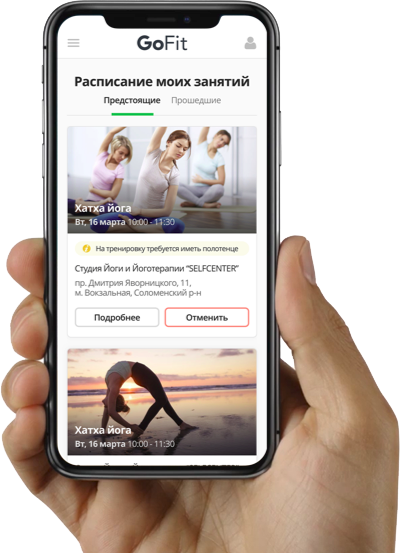 GoFit
Расписание моих занятий
Предстоящие Прошедшие
Хатха йога
Вт, 16 марта 10:00 - 11:30
На тренировку требуется иметь полотенце
Студия Йоги и Йоготерапии “SELFCENTER”
пр. Дмитрия Яворницкого, 11,
м. Вокзальная, Соломенский р-н
Подробнее Отменить
Хатха йога
Вт, 16 марта 10:00 - 11:30